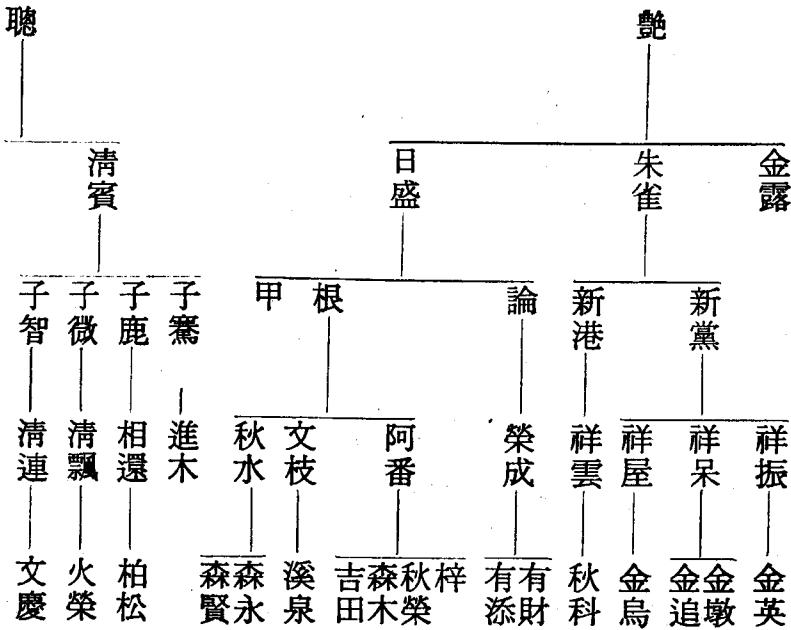 艷
聰
金露
朱雀
日盛
清賓
新黨
新港
論
根
甲
子騫
子鹿
子微
子智
祥振
祥呆
祥屋
祥雲
榮成
阿番
文枝
秋水
進木
相還
清飄
清連
金英
金墩
金追
金烏
秋科
有財
有添
梓
秋榮
森木
吉田
溪泉
森永
森賢
柏松
火榮
文慶